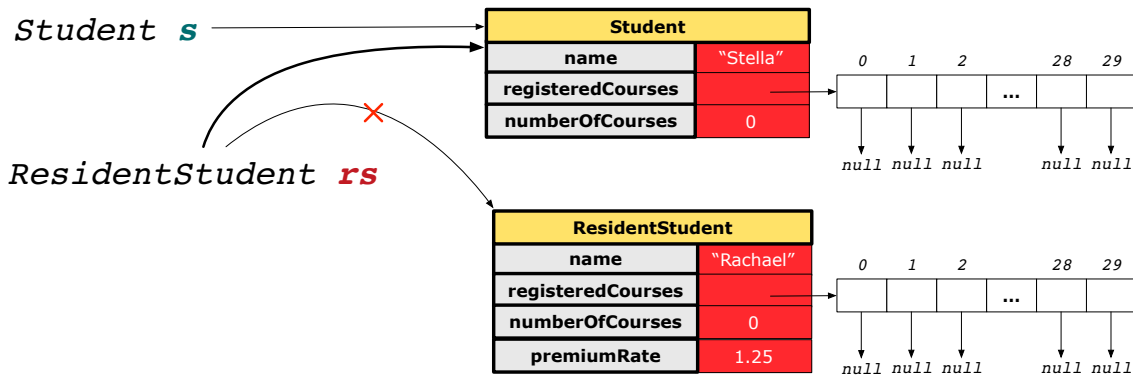 Student s
Student
name "Stella"
registeredCourses
numberOfCourses 0
0 1 2 ... 28 29
null null null null null
ResidentStudent rs
ResidentStudent
name "Rachael"
registeredCourses
numberOfCourses 0
premiumRate 1.25
0 1 2 ... 28 29
null null null null null